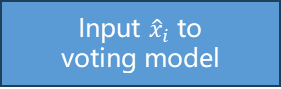 Input x̂ᵢ to
voting model